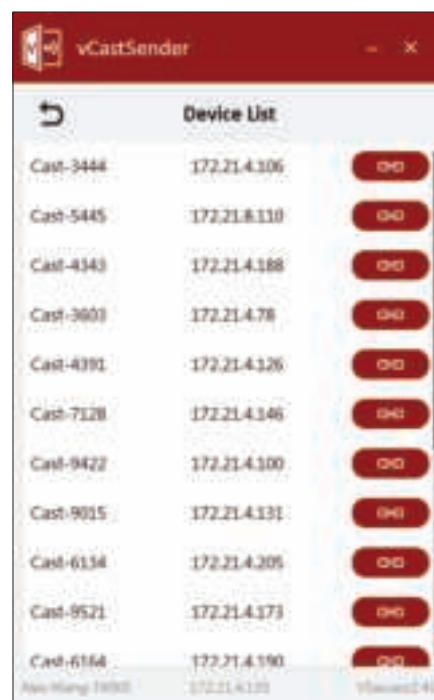 vCastSender
Device List
Cast-3444 172.21.4.106
Cast-5445 172.21.8.110
Cast-4343 172.21.4.188
Cast-3603 172.21.4.78
Cast-4391 172.21.4.126
Cast-7128 172.21.4.146
Cast-9422 172.21.4.100
Cast-9015 172.21.4.131
Cast-6134 172.21.4.205
Cast-9521 172.21.4.173
Cast-6164 172.21.4.190